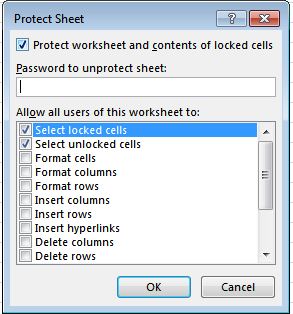 Protect Sheet
?
Protect worksheet and contents of locked cells
Password to unprotect sheet:
Allow all users of this worksheet to:
Select locked cells
Select unlocked cells
Format cells
Format columns
Format rows
Insert columns
Insert rows
Insert hyperlinks
Delete columns
Delete rows
OK
Cancel